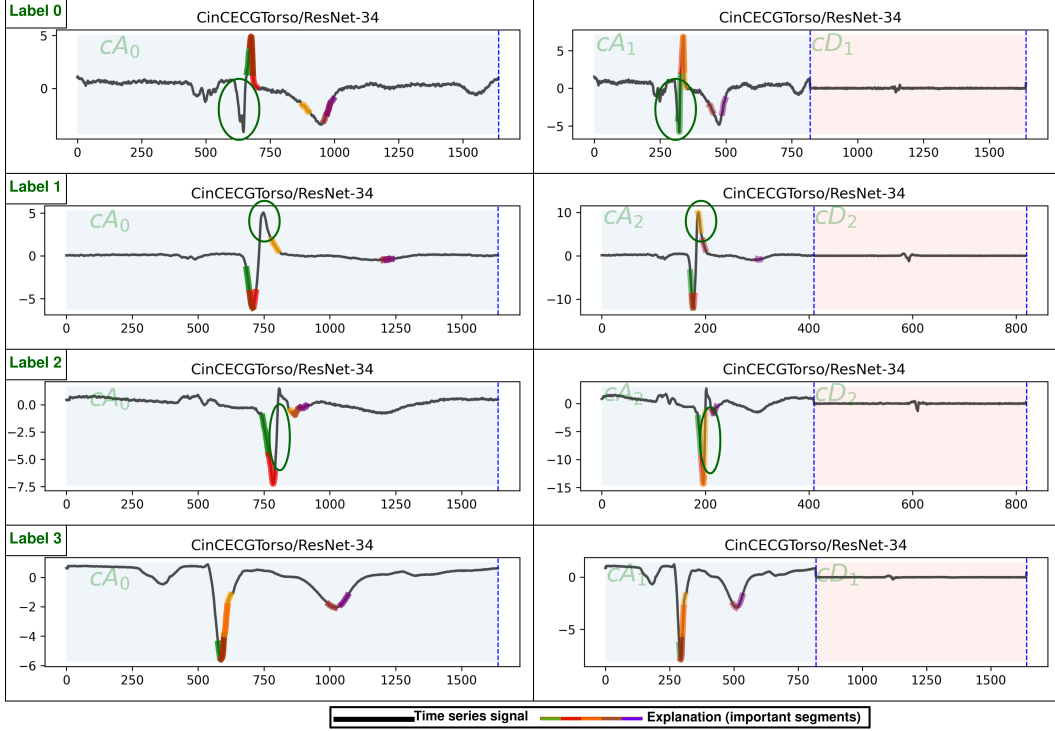 Label 0
CinCECGTorso/ResNet-34
CinCECGTorso/ResNet-34
cA0
cA1
cD1
5
0
0
250
500
750
1000
1250
1500
5
0
−5
0
250
500
750
1000
1250
1500
Label 1
CinCECGTorso/ResNet-34
CinCECGTorso/ResNet-34
cA0
cA2
cD2
5
0
−5
0
250
500
750
1000
1250
1500
10
0
−10
0
200
400
600
800
Label 2
CinCECGTorso/ResNet-34
CinCECGTorso/ResNet-34
cA0
cA2
cD2
0.0
−2.5
−5.0
−7.5
0
250
500
750
1000
1250
1500
0
−5
−10
−15
0
200
400
600
800
Label 3
CinCECGTorso/ResNet-34
CinCECGTorso/ResNet-34
cA0
cA1
cD1
0
−2
−4
−6
0
250
500
750
1000
1250
1500
0
−5
0
250
500
750
1000
1250
1500
Time series signal
Explanation (important segments)